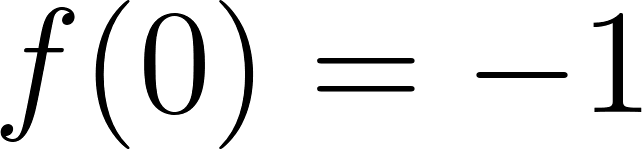 f(0) = −1